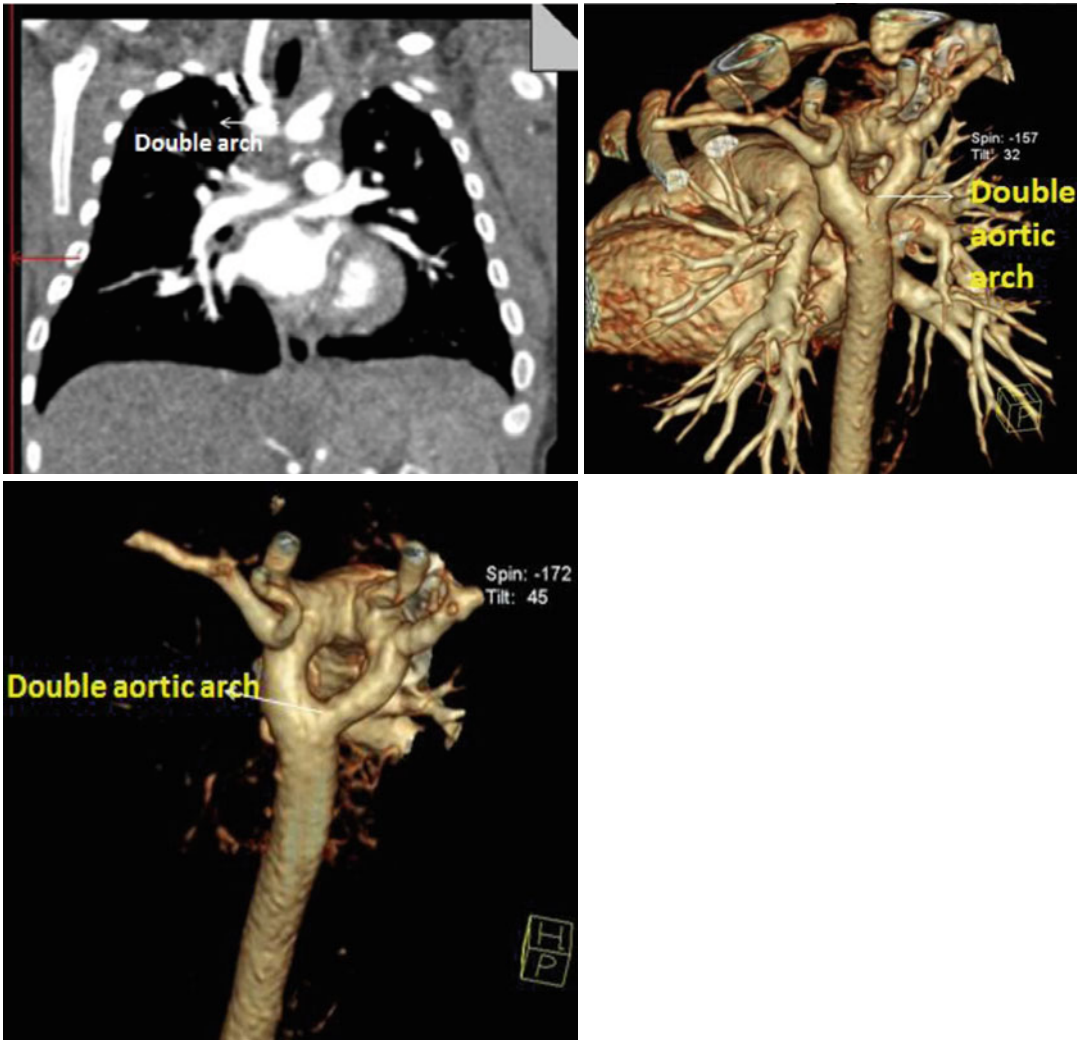 Double arch
Spin: -157
Tilt: 32
Double
aortic
arch
P
Spin: -172
Tilt: 45
Double aortic arch
H
P